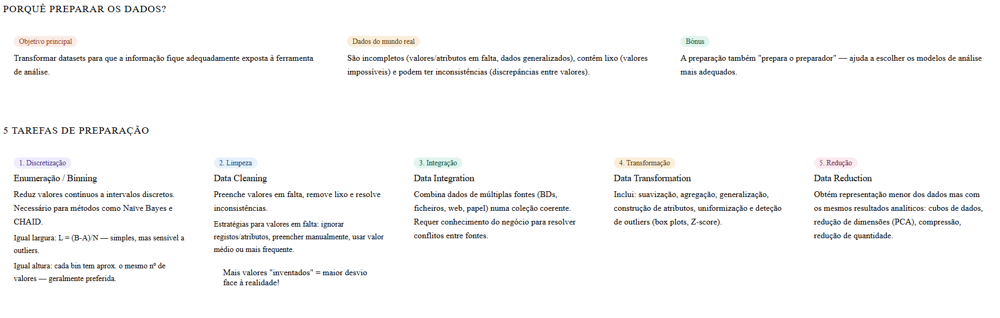 PORQUÊ PREPARAR OS DADOS?
Objetivo principal
Transformar datasets para que a informação fique adequadamente exposta à ferramenta
de análise.
Dados do mundo real
São incompletos (valores/atributos em falta, dados generalizados), contêm lixo (valores
impossíveis) e podem ter inconsistências (discrepâncias entre valores).
Bónus
A preparação também "prepara o preparador" — ajuda a escolher os modelos de análise
mais adequados.
5 TAREFAS DE PREPARAÇÃO
1. Discretização
Enumeração / Binning
Reduz valores contínuos a intervalos discretos.
Necessário para métodos como Naïve Bayes e
CHAID.
Igual largura: L = (B-A)/N — simples, mas sensível a
outliers.
Igual altura: cada bin tem aprox. o mesmo nº de
valores — geralmente preferida.
2. Limpeza
Data Cleaning
Preenche valores em falta, remove lixo e resolve
inconsistências.
Estratégias para valores em falta: ignorar
registos/atributos, preencher manualmente, usar valor
médio ou mais frequente.
Mais valores "inventados" = maior desvio
face à realidade!
3. Integração
Data Integration
Combina dados de múltiplas fontes (BDs,
ficheiros, web, papel) numa coleção coerente.
Requer conhecimento do negócio para resolver
conflitos entre fontes.
4. Transformação
Data Transformation
Inclui: suavização, agregação, generalização,
construção de atributos, uniformização e deteção
de outliers (box plots, Z-score).
5. Redução
Data Reduction
Obtém representação menor dos dados mas com
os mesmos resultados analíticos: cubos de dados,
redução de dimensões (PCA), compressão,
redução de quantidade.